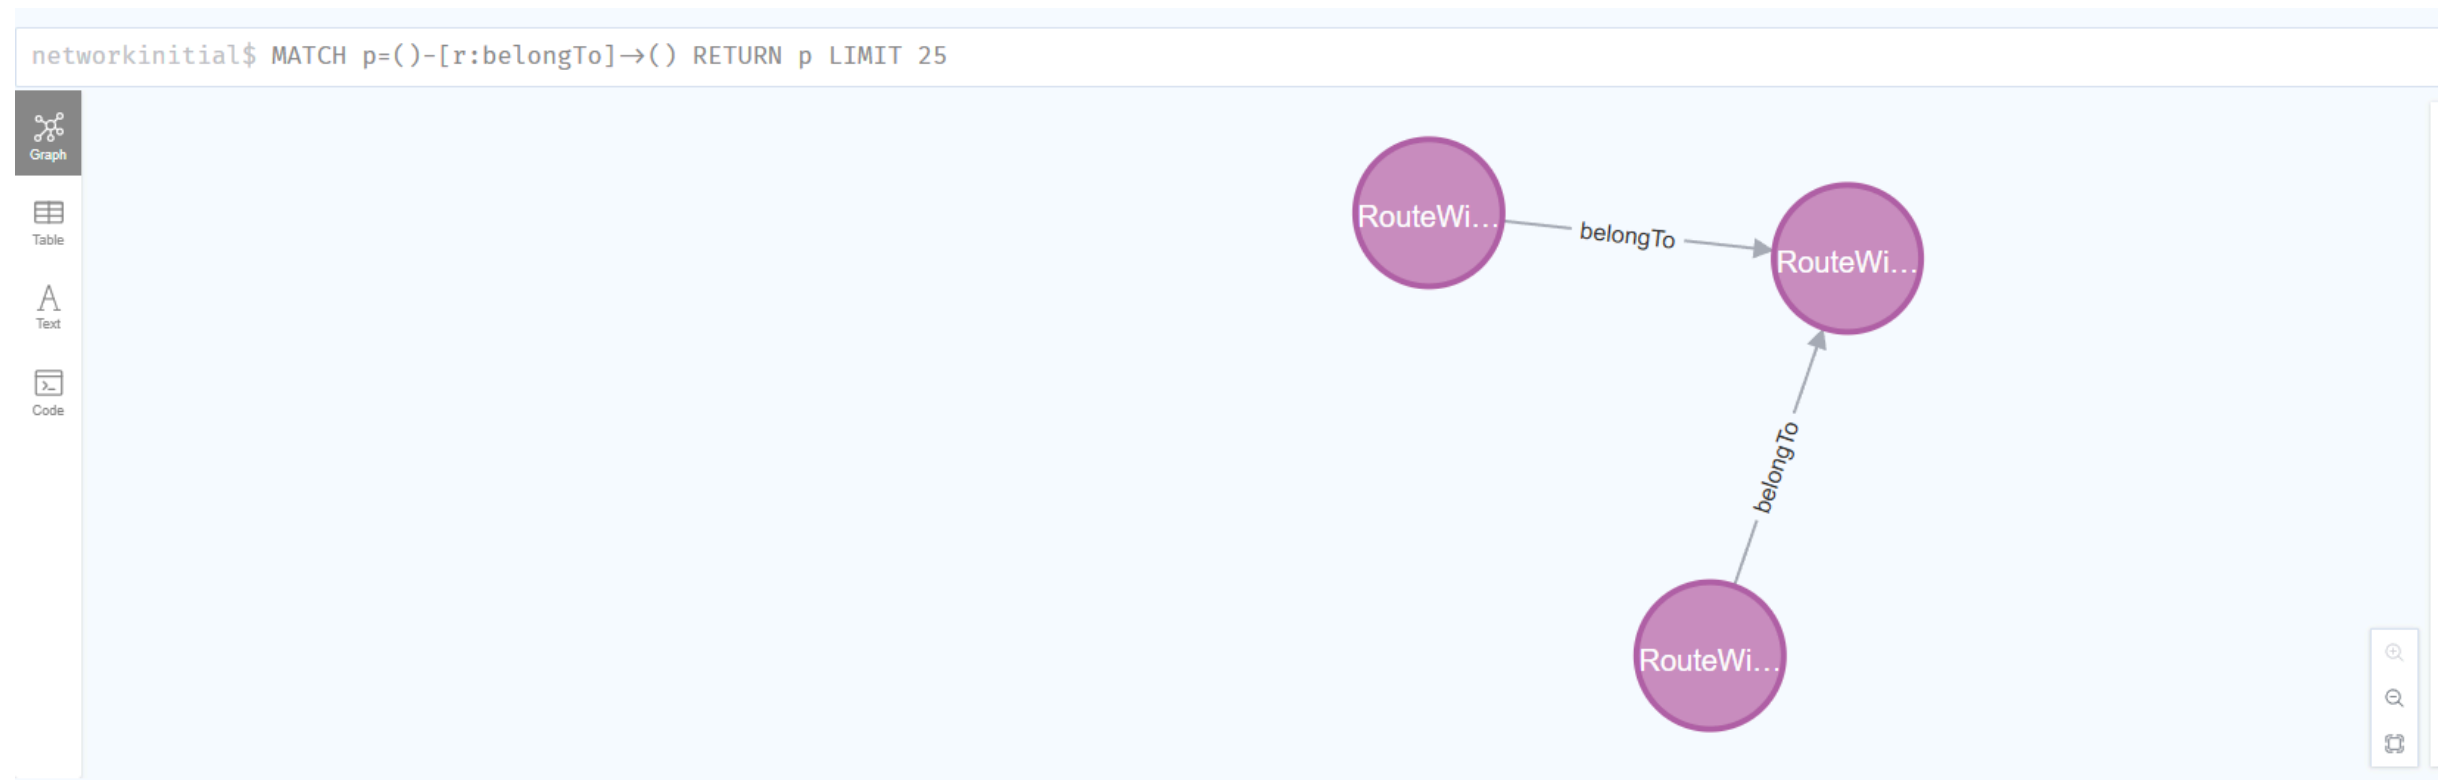 networkinitial$ MATCH p=()-[r:belongTo]→() RETURN p LIMIT 25
Graph
Table
Text
Code
RouteWi...
belongTo
RouteWi...
belongTo
RouteWi...